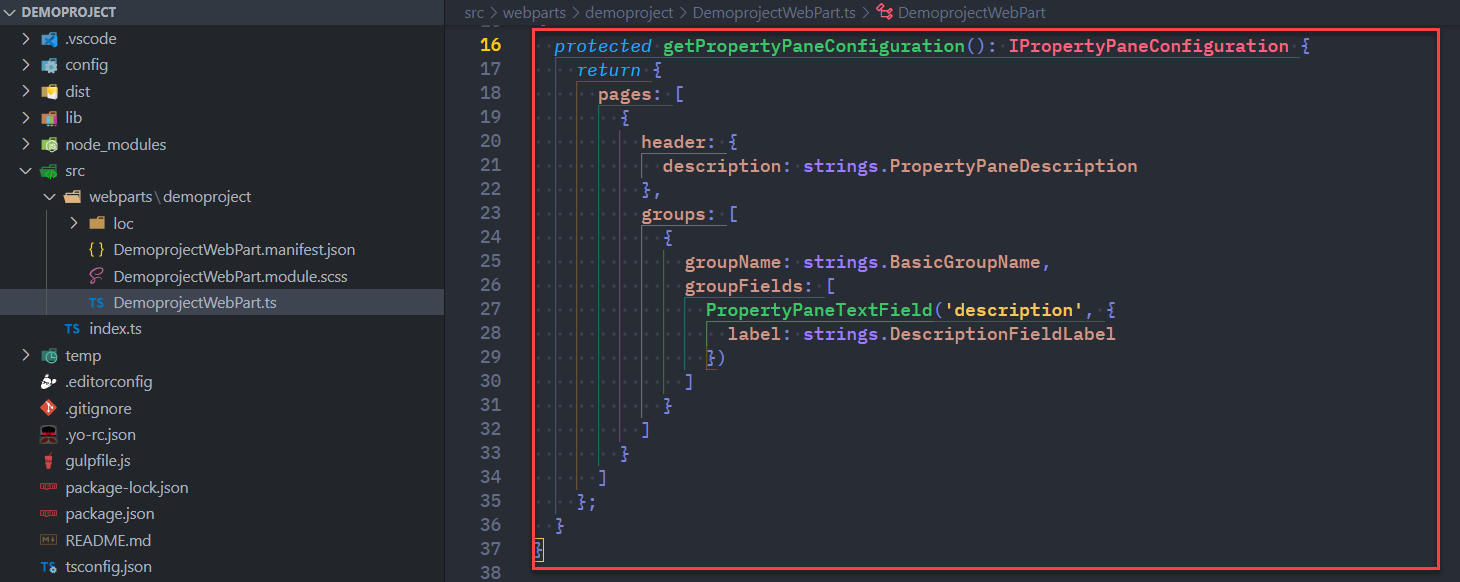 DEMOPROJECT
.vscode
config
dist
lib
node_modules
src
webparts\demoproject
loc
DemoprojectWebPart.manifest.json
DemoprojectWebPart.module.scss
TS DemoprojectWebPart.ts
TS index.ts
temp
.editorconfig
.gitignore
.yo-rc.json
gulpfile.js
package-lock.json
package.json
README.md
tsconfig.json
src > webparts > demoproject > DemoprojectWebPart.ts > DemoprojectWebPart
16 protected getPropertyPaneConfiguration(): IPropertyPaneConfiguration {
17 return {
18 pages: [
19 {
20 header: {
21 description: strings.PropertyPaneDescription
22 },
23 groups: [
24 {
25 groupName: strings.BasicGroupName,
26 groupFields: [
27 PropertyPaneTextField('description', {
28 label: strings.DescriptionFieldLabel
29 })
30 ]
31 }
32 ]
33 }
34 ]
35 };
36 }
37 }
38